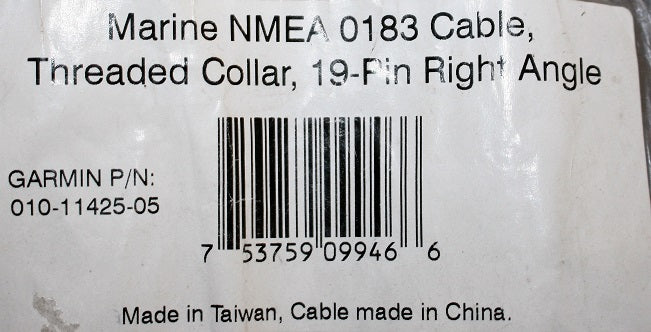 Marine NMEA 0183 Cable,
Threaded Collar, 19-Pin Right Angle
GARMIN P/N:
010-11425-05
7 53759 09946 6
Made in Taiwan, Cable made in China.